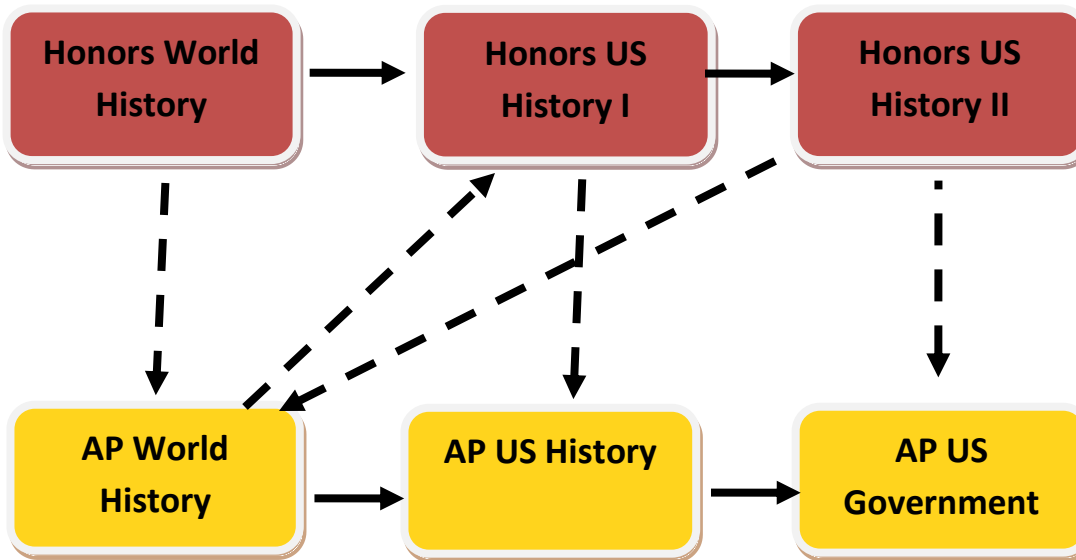 Honors World
History
Honors US
History I
Honors US
History II
AP World
History
AP US History
AP US
Government